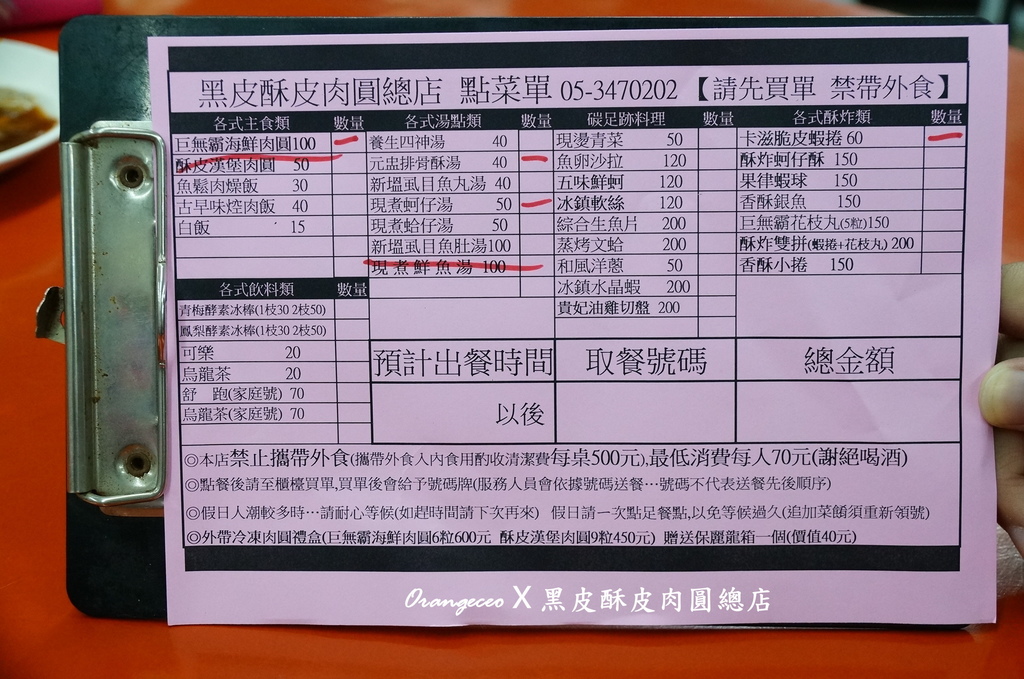 黑皮酥皮肉圓總店 點菜單 05-3470202 【請先買單 禁帶外食】
各式主食類 數量
巨無霸海鮮肉圓100
酥皮漢堡肉圓 50
魚鬆肉燥飯 30
古早味焢肉飯 40
白飯 15
各式飲料類 數量
青梅酵素冰棒(1枝30 2枝50)
鳳梨酵素冰棒(1枝30 2枝50)
可樂 20
烏龍茶 20
舒 跑(家庭號) 70
烏龍茶(家庭號) 70
各式湯點類 數量
養生四神湯 40
元盅排骨酥湯 40
新塭虱目魚丸湯 40
現煮蚵仔湯 50
現煮蛤仔湯 50
新塭虱目魚肚湯100
現煮鮮魚湯 100
碳足跡料理 數量
現燙青菜 50
魚卵沙拉 120
五味鮮蚵 120
冰鎮軟絲 120
綜合生魚片 200
蒸烤文蛤 200
和風洋蔥 50
冰鎮水晶蝦 200
貴妃油雞切盤 200
各式酥炸類 數量
卡滋脆皮蝦捲 60
酥炸蚵仔酥 150
果律蝦球 150
香酥銀魚 150
巨無霸花枝丸(5粒)150
酥炸雙拼(蝦捲+花枝丸) 200
香酥小捲 150
預計出餐時間 取餐號碼 總金額
以後
◎本店禁止攜帶外食(攜帶外食入內食用酌收清潔費每桌500元),最低消費每人70元(謝絕喝酒)
◎點餐後請至櫃檯買單,買單後會給予號碼牌(服務人員會依據號碼送餐…號碼不代表送餐先後順序)
◎假日人潮較多時…請耐心等候(如趕時間請下次再來) 假日請一次點足餐點,以免等候過久(追加菜餚須重新領號)
◎外帶冷凍肉圓禮盒(巨無霸海鮮肉圓6粒600元 酥皮漢堡肉圓9粒450元) 贈送保麗龍箱一個(價值40元)
Orangeceo X 黑皮酥皮肉圓總店